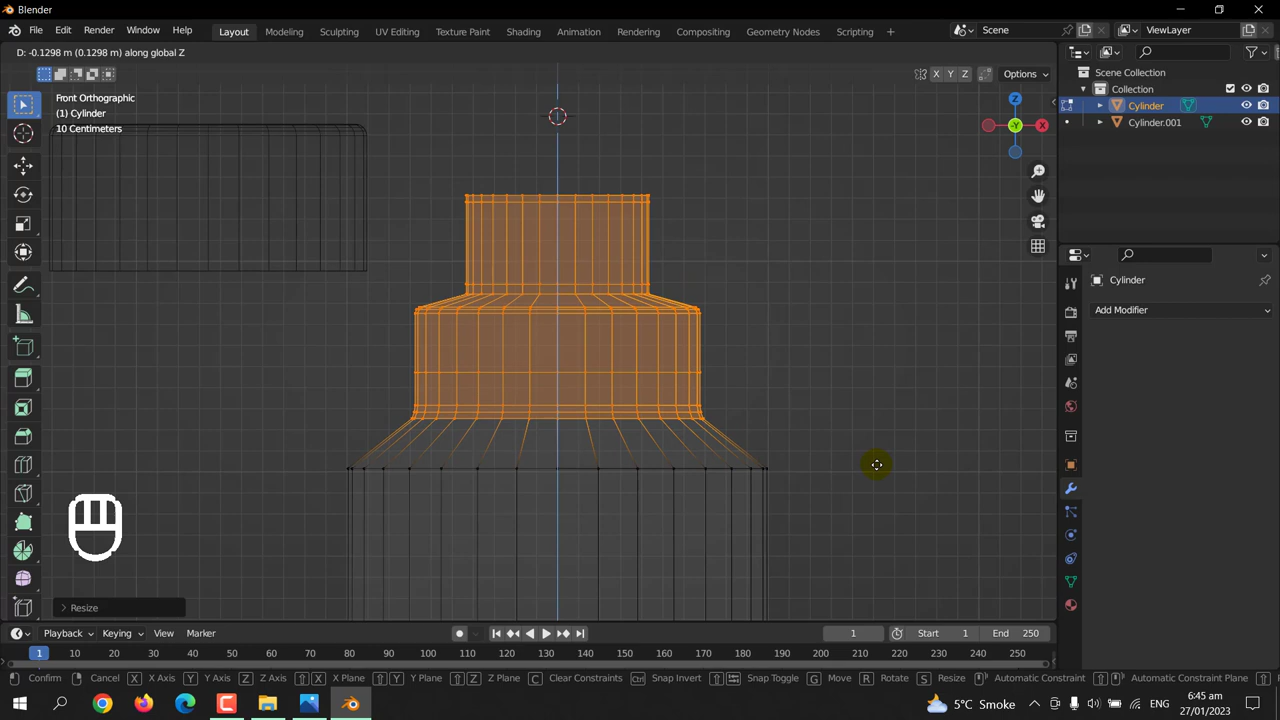 Blender
File Edit Render Window Help
Layout Modeling Sculpting UV Editing Texture Paint Shading Animation Rendering Compositing Geometry Nodes Scripting +
Scene
ViewLayer
D: -0.1298 m (0.1298 m) along global Z
X Y Z
Options
Front Orthographic
(1) Cylinder
10 Centimeters
Z
-Y
X
Resize
Scene Collection
Collection
Cylinder
Cylinder.001
Cylinder
Add Modifier
Playback Keying View Marker
1 Start 1 End 250
1 10 20 30 40 50 60 70 80 90 100 110 120 130 140 150 160 170 180 190 200 210 220 230 240 250
Confirm Cancel X X Axis Y Y Axis Z Z Axis X X Plane Y Y Plane Z Z Plane C Clear Constraints Ctrl Snap Invert Snap Toggle G Move R Rotate S Resize Automatic Constraint Automatic Constraint Plane
5°C Smoke
ENG
6:45 am
27/01/2023